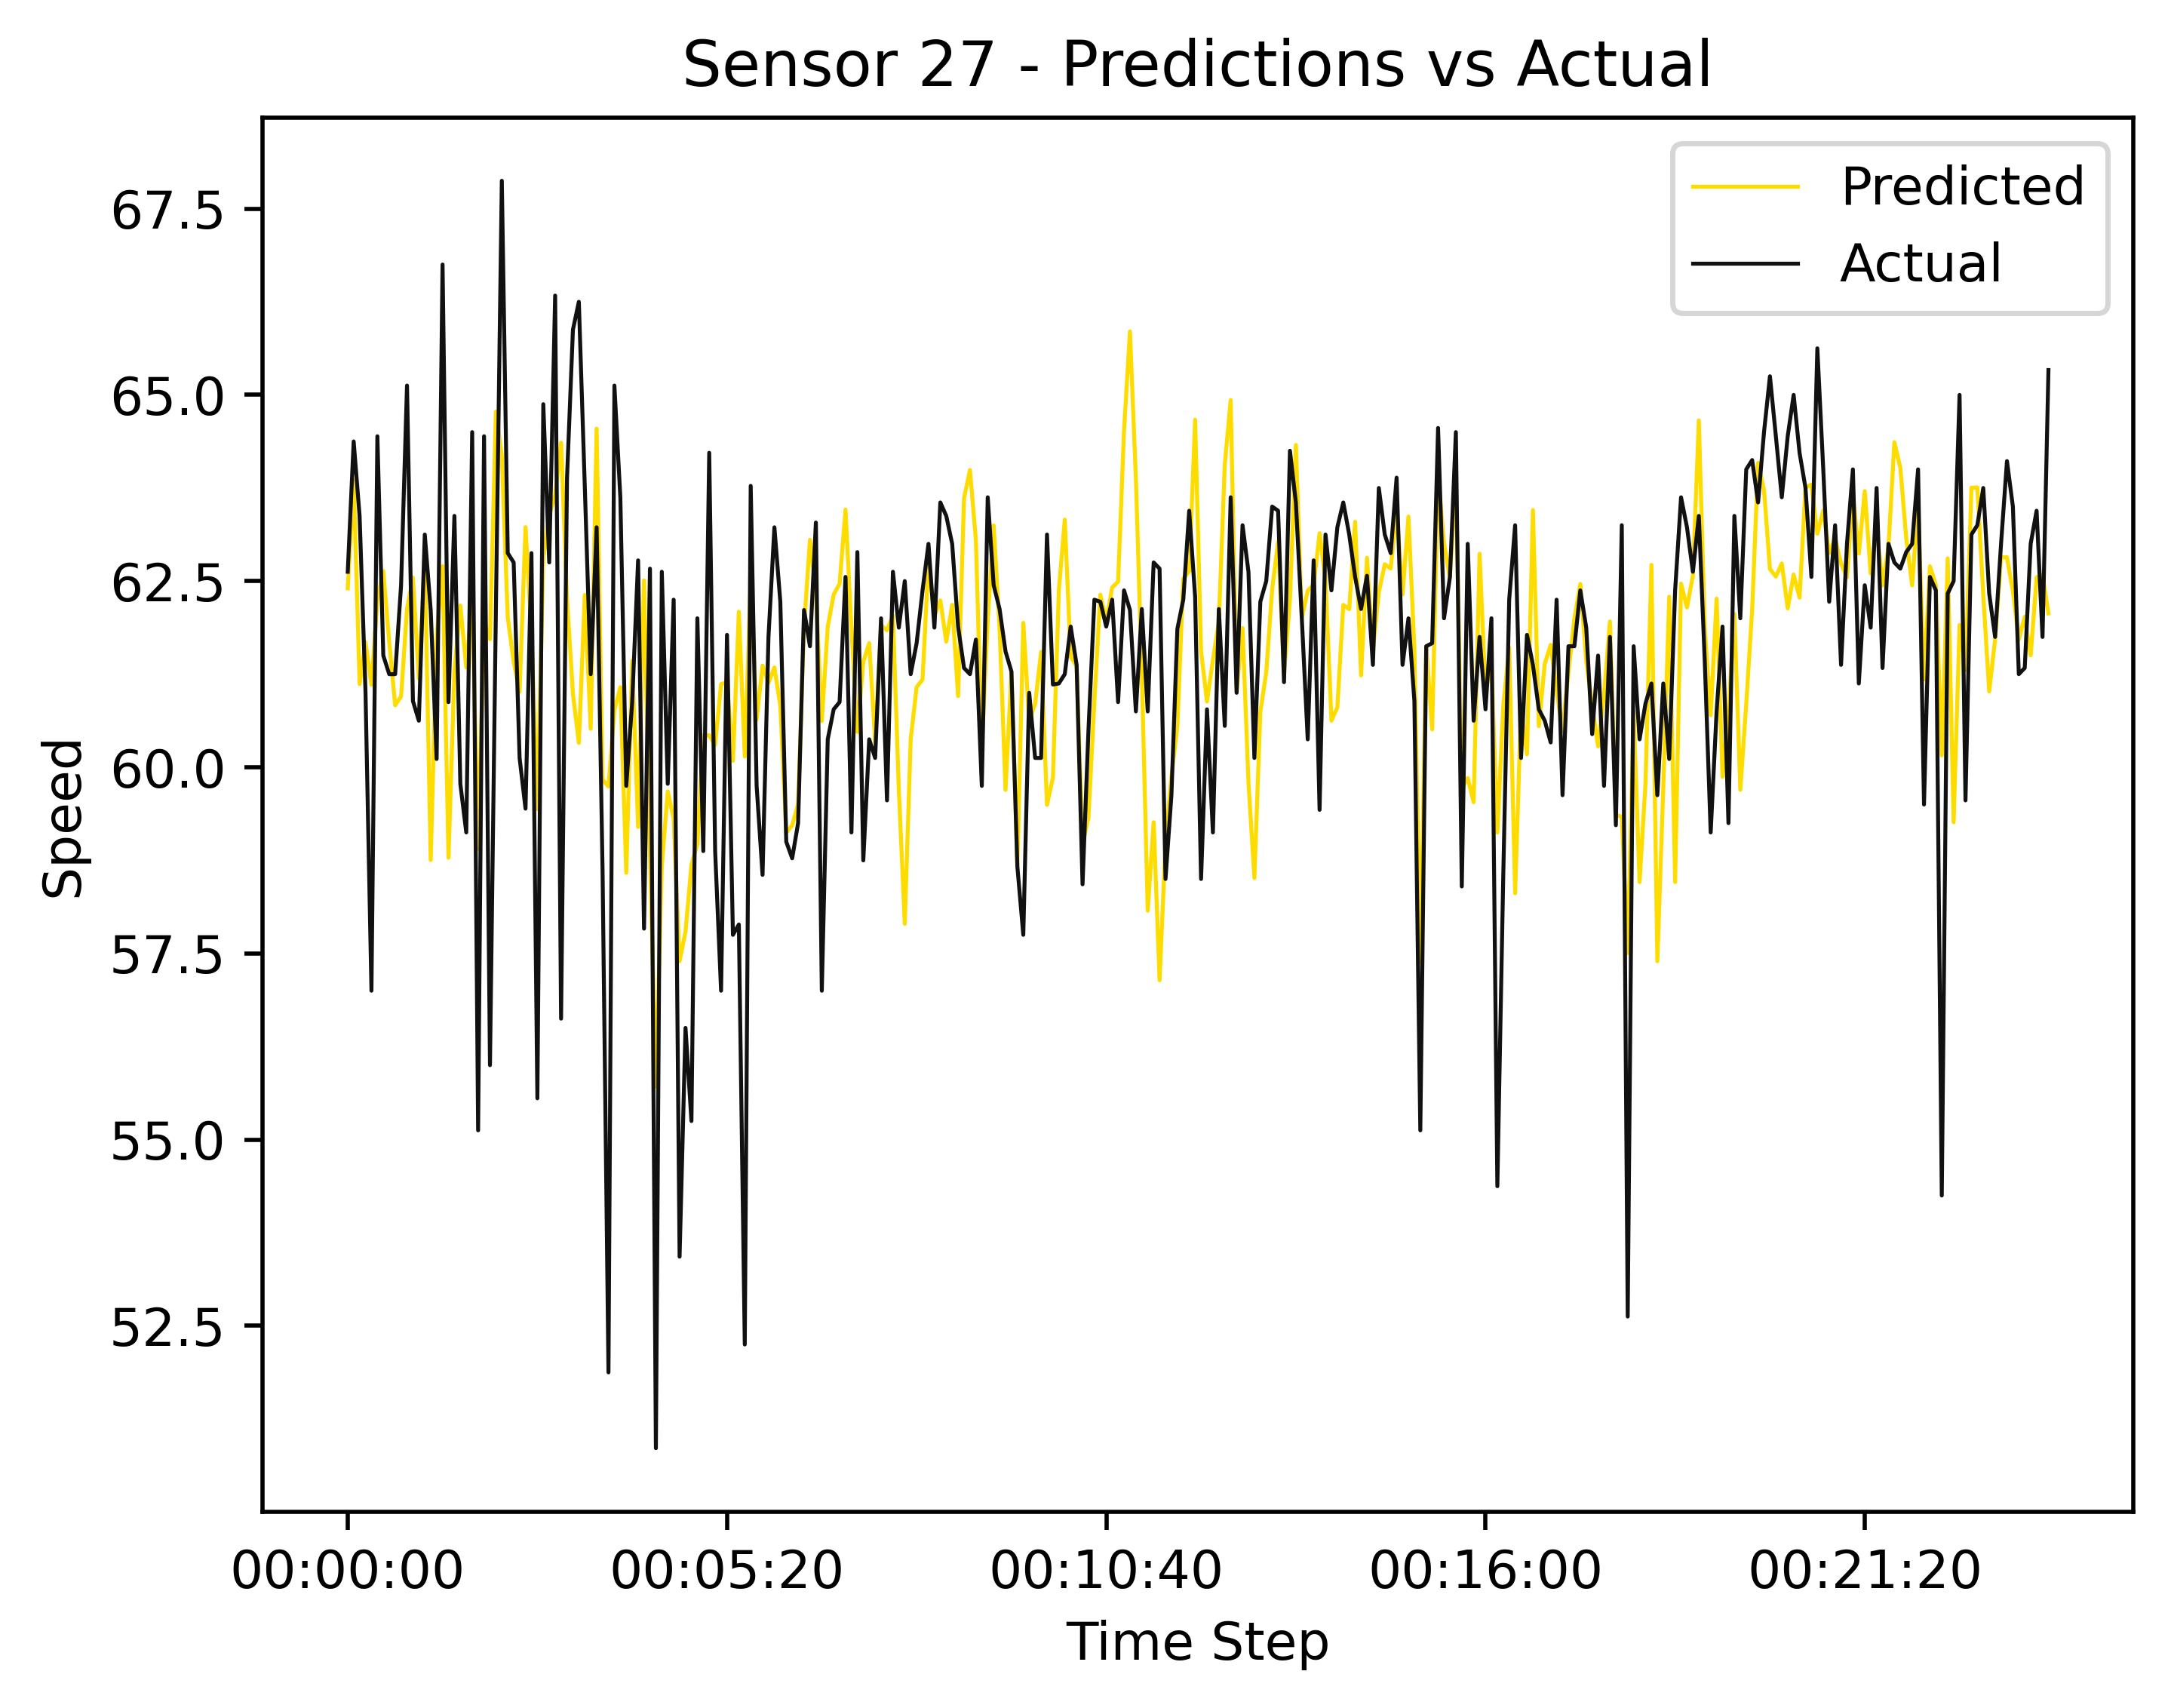 Sensor 27 - Predictions vs Actual
Predicted
Actual
67.5
65.0
62.5
60.0
57.5
55.0
52.5
Speed
00:00:00 00:05:20 00:10:40 00:16:00 00:21:20
Time Step